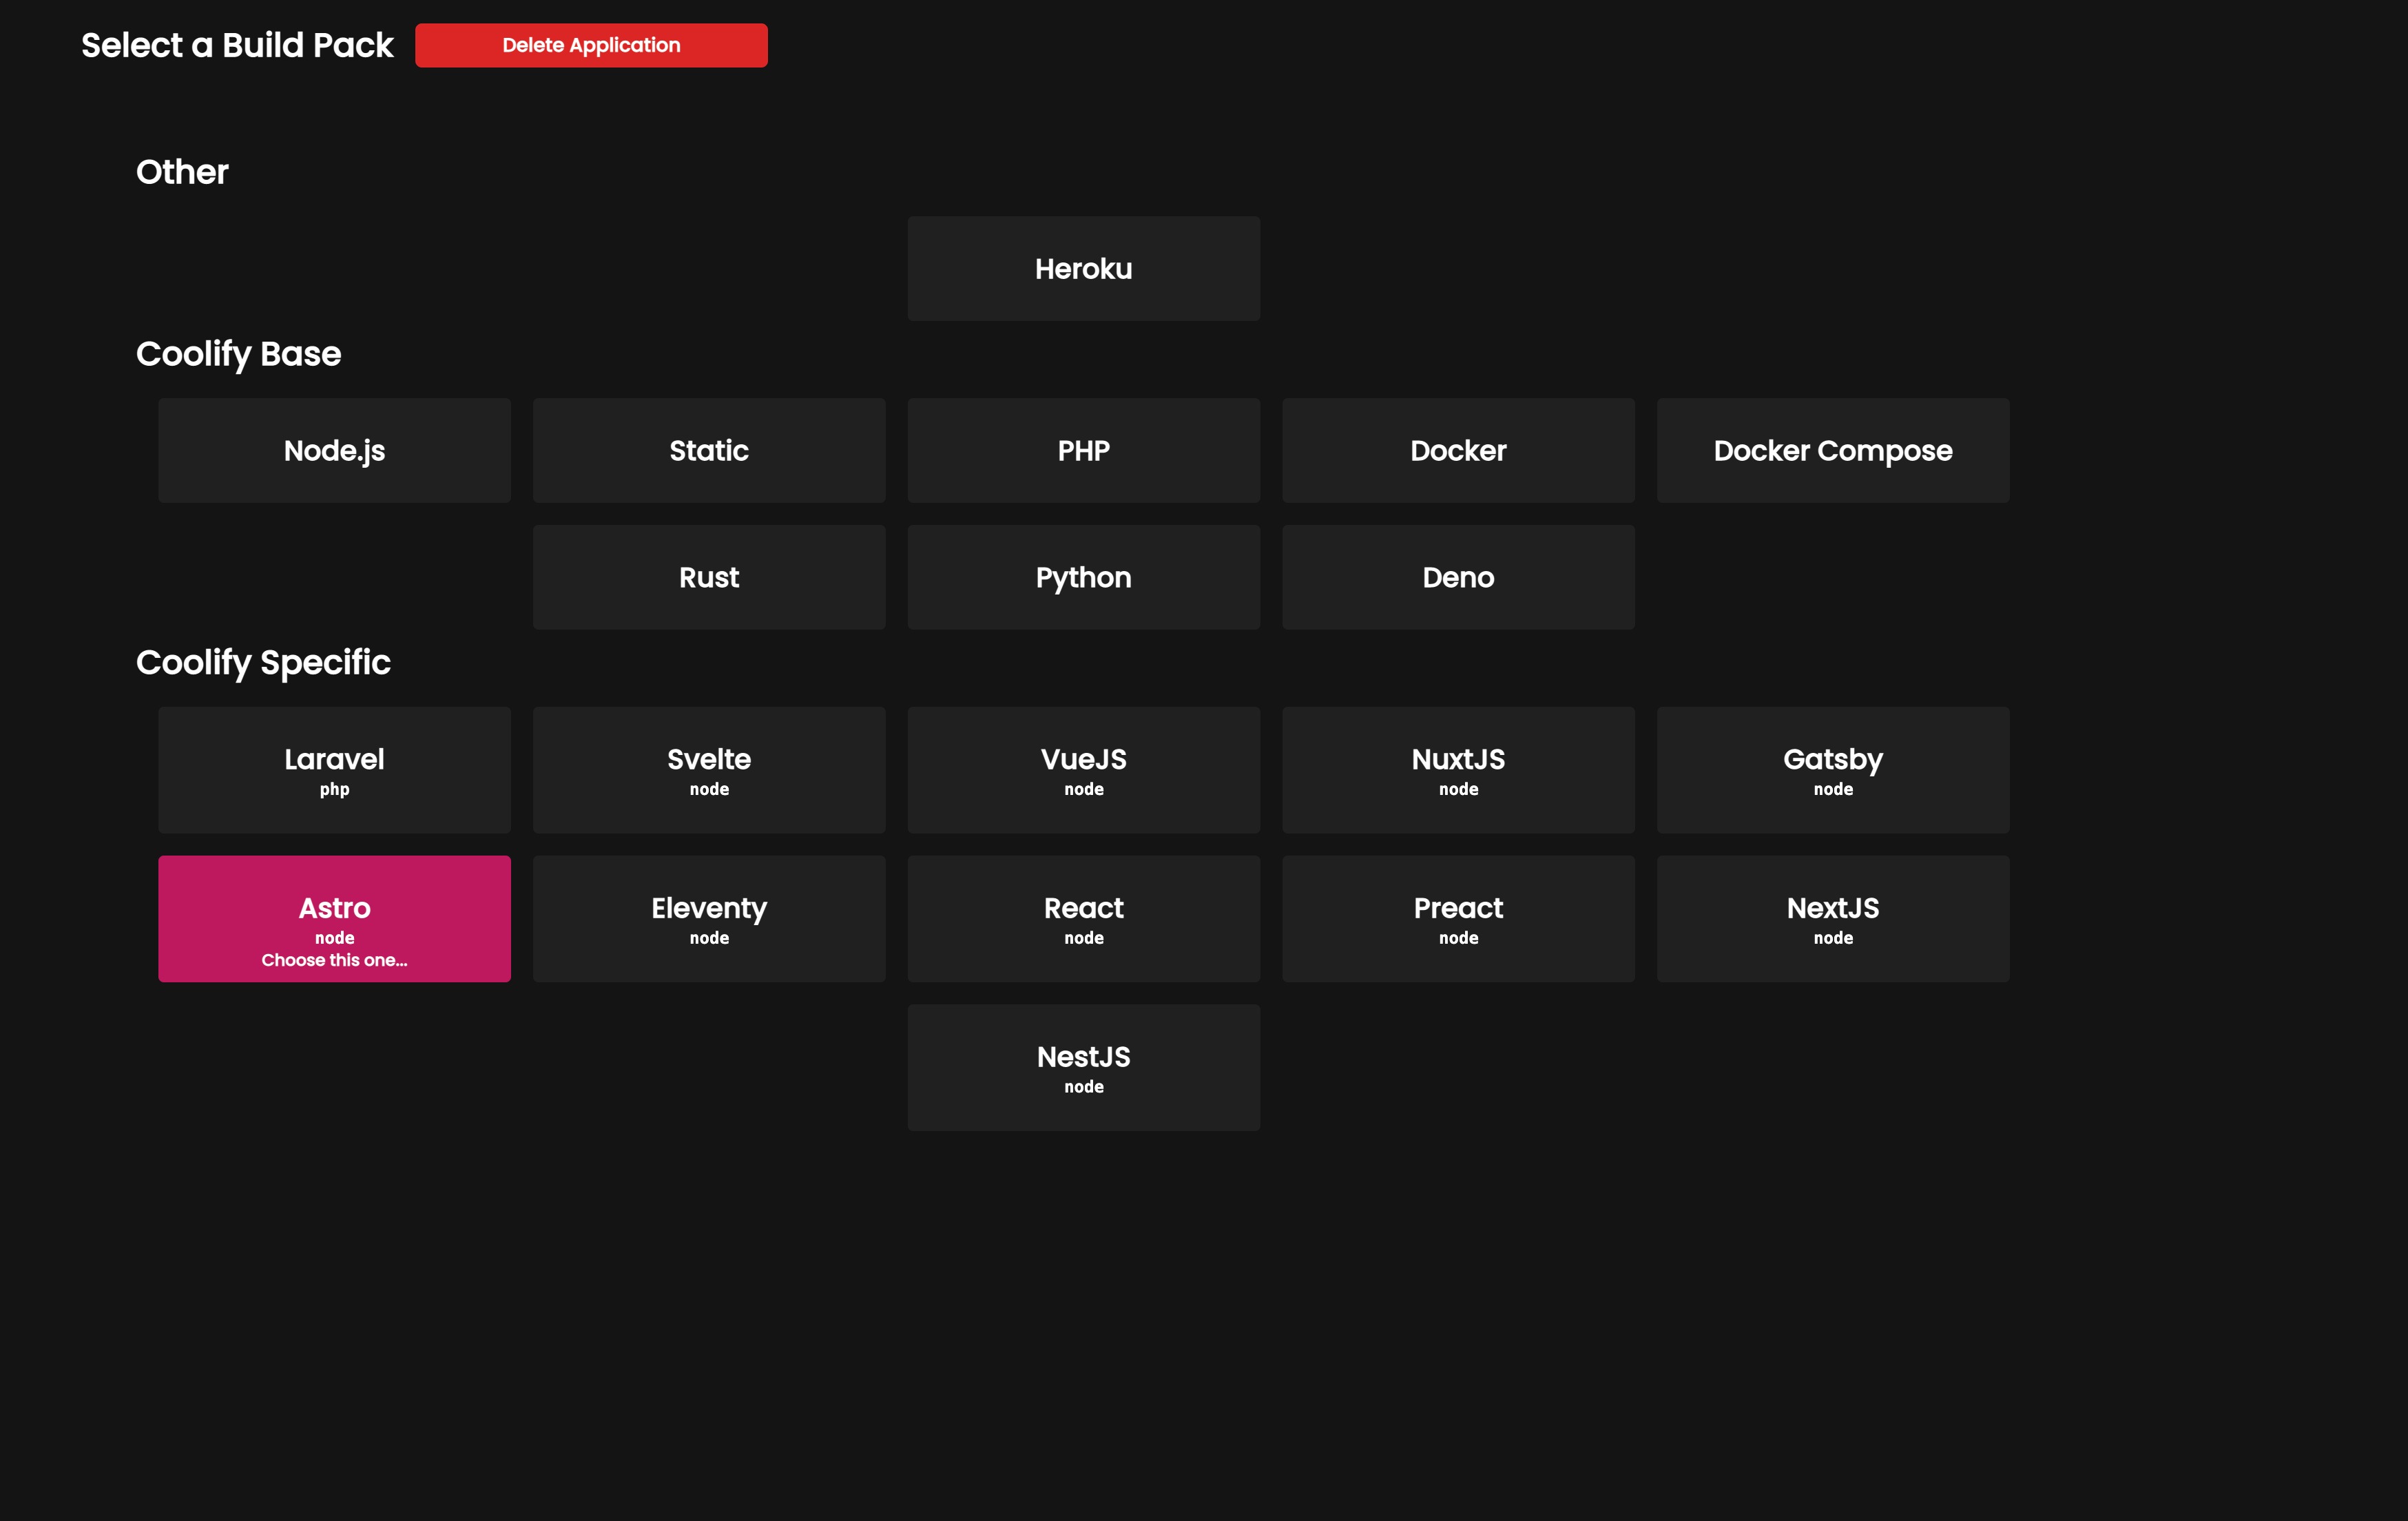 Select a Build Pack
Delete Application
Other
Heroku
Coolify Base
Node.js
Static
PHP
Docker
Docker Compose
Rust
Python
Deno
Coolify Specific
Laravel
php
Svelte
node
VueJS
node
NuxtJS
node
Gatsby
node
Astro
node
Choose this one...
Eleventy
node
React
node
Preact
node
NextJS
node
NestJS
node